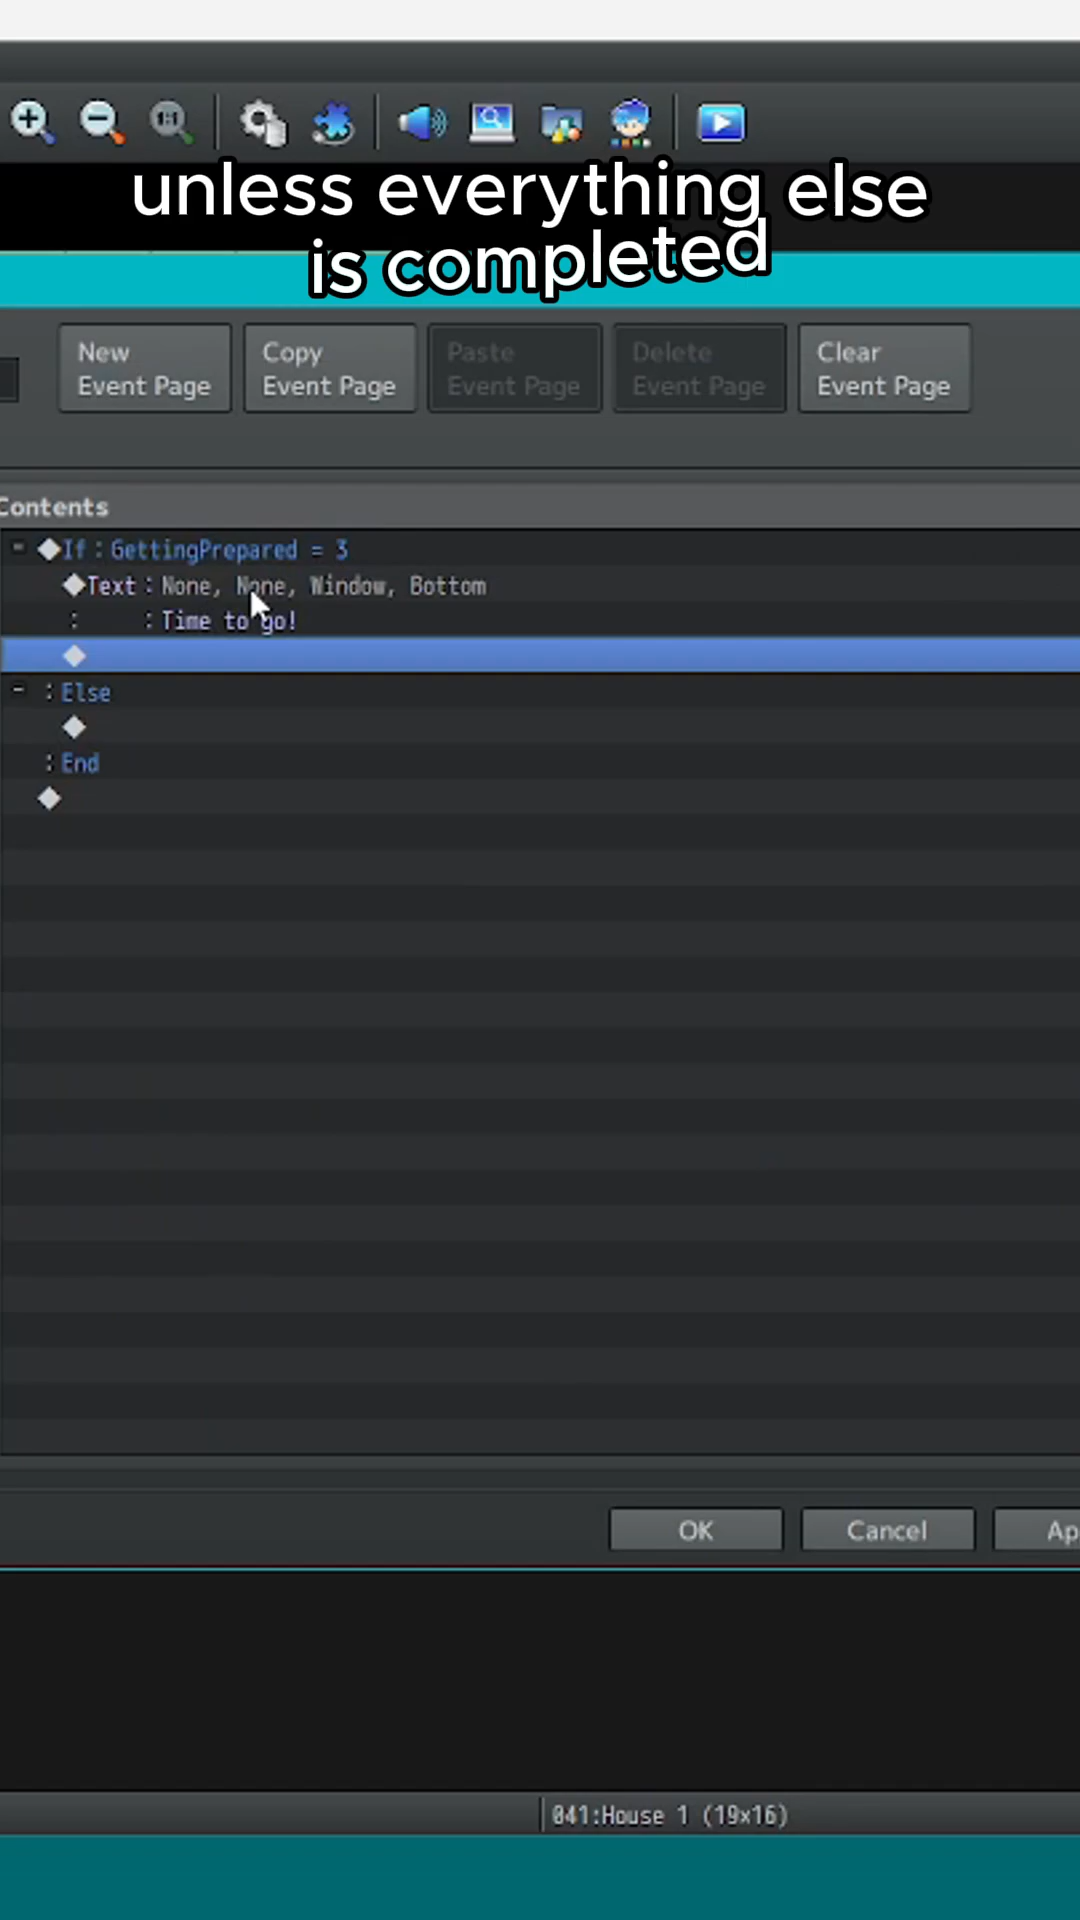 unless everything else
is completed
New
Event Page
Copy
Event Page
Paste
Event Page
Delete
Event Page
Clear
Event Page
Contents
- ◆If : GettingPrepared = 3
◆Text : None, None, Window, Bottom
: : Time to go!
◆
- : Else
◆
: End
◆
OK
Cancel
Ap
041:House 1 (19x16)